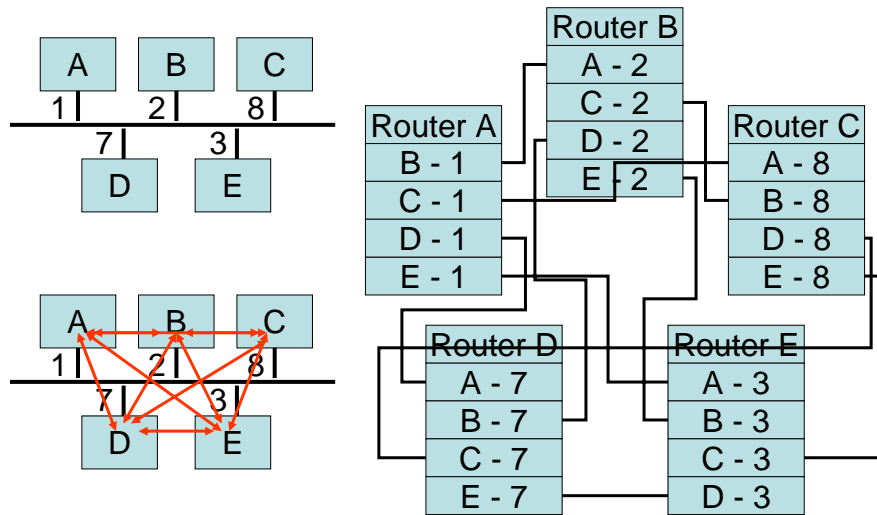 A
B
C
1
2
8
7
3
D
E
A
B
C
1
2
8
7
3
D
E
Router B
A - 2
C - 2
D - 2
E - 2
Router A
B - 1
C - 1
D - 1
E - 1
Router C
A - 8
B - 8
D - 8
E - 8
Router D
A - 7
B - 7
C - 7
E - 7
Router E
A - 3
B - 3
C - 3
D - 3